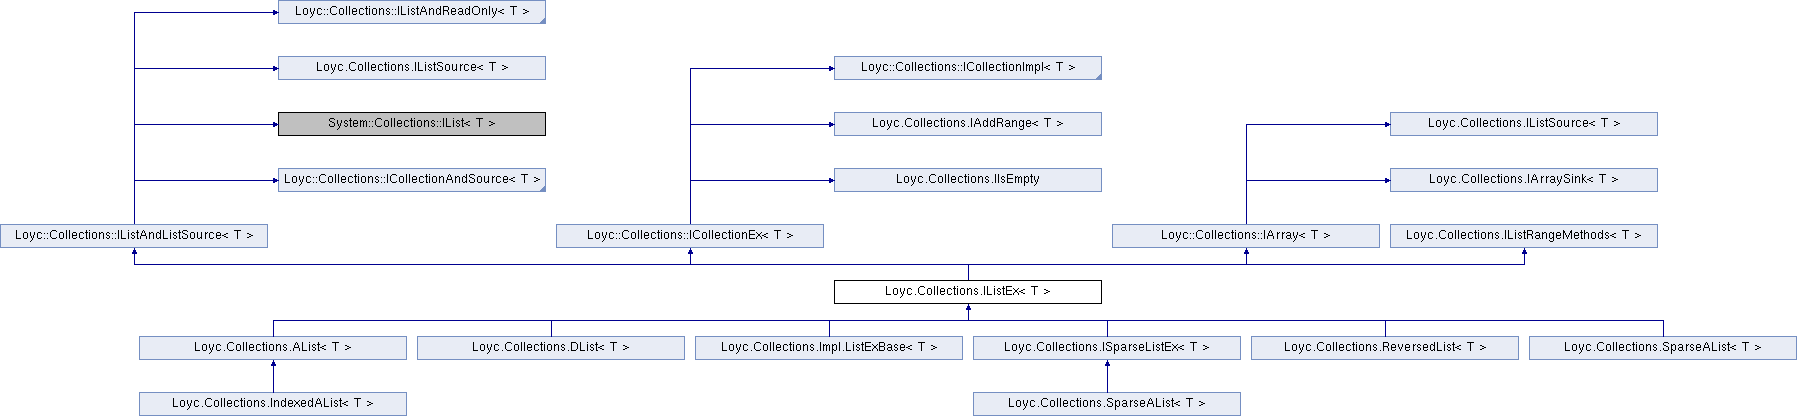 Loyc::Collections::IListAndReadOnly< T >
Loyc.Collections.IListSource< T >
Loyc::Collections::ICollectionImpl< T >
System::Collections::IList< T >
Loyc.Collections.IAddRange< T >
Loyc.Collections.IListSource< T >
Loyc::Collections::ICollectionAndSource< T >
Loyc.Collections.IIsEmpty
Loyc.Collections.IArraySink< T >
Loyc::Collections::IListAndListSource< T >
Loyc::Collections::ICollectionEx< T >
Loyc::Collections::IArray< T >
Loyc.Collections.IListRangeMethods< T >
Loyc.Collections.IListEx< T >
Loyc.Collections.AList< T >
Loyc.Collections.DList< T >
Loyc.Collections.Impl.ListExBase< T >
Loyc.Collections.ISparseListEx< T >
Loyc.Collections.ReversedList< T >
Loyc.Collections.SparseAList< T >
Loyc.Collections.IndexedAList< T >
Loyc.Collections.SparseAList< T >